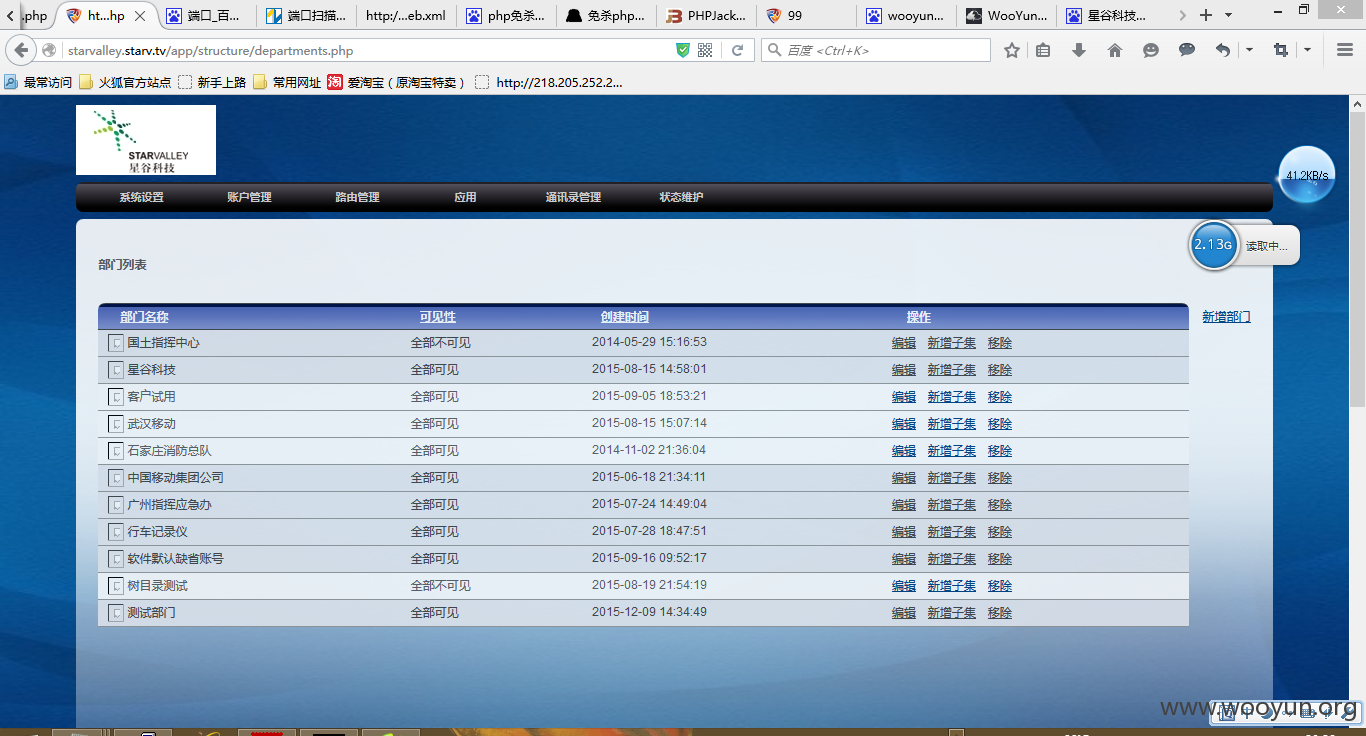 .php
ht...hp
端口_百...
端口扫描...
http:/...eb.xml
php免杀...
免杀php...
PHPJack...
99
wooyun...
WooYun...
星谷科技...
starvalley.starv.tv/app/structure/departments.php
百度 <Ctrl+K>
最常访问 火狐官方站点 新手上路 常用网址 淘 爱淘宝（原淘宝特卖） http://218.205.252.2...
STARVALLEY
星谷科技
41.2KB/s
系统设置 账户管理 路由管理 应用 通讯录管理 状态维护
2.13G 读取中...
部门列表
部门名称 可见性 创建时间 操作 新增部门
国土指挥中心 全部不可见 2014-05-29 15:16:53 编辑 新增子集 移除
星谷科技 全部可见 2015-08-15 14:58:01 编辑 新增子集 移除
客户试用 全部可见 2015-09-05 18:53:21 编辑 新增子集 移除
武汉移动 全部可见 2015-08-15 15:07:14 编辑 新增子集 移除
石家庄消防总队 全部可见 2014-11-02 21:36:04 编辑 新增子集 移除
中国移动集团公司 全部可见 2015-06-18 21:34:11 编辑 新增子集 移除
广州指挥应急办 全部可见 2015-07-24 14:49:04 编辑 新增子集 移除
行车记录仪 全部可见 2015-07-28 18:47:51 编辑 新增子集 移除
软件默认缺省账号 全部可见 2015-09-16 09:52:17 编辑 新增子集 移除
树目录测试 全部不可见 2015-08-19 21:54:19 编辑 新增子集 移除
测试部门 全部可见 2015-12-09 14:34:49 编辑 新增子集 移除
www.wooyun.org